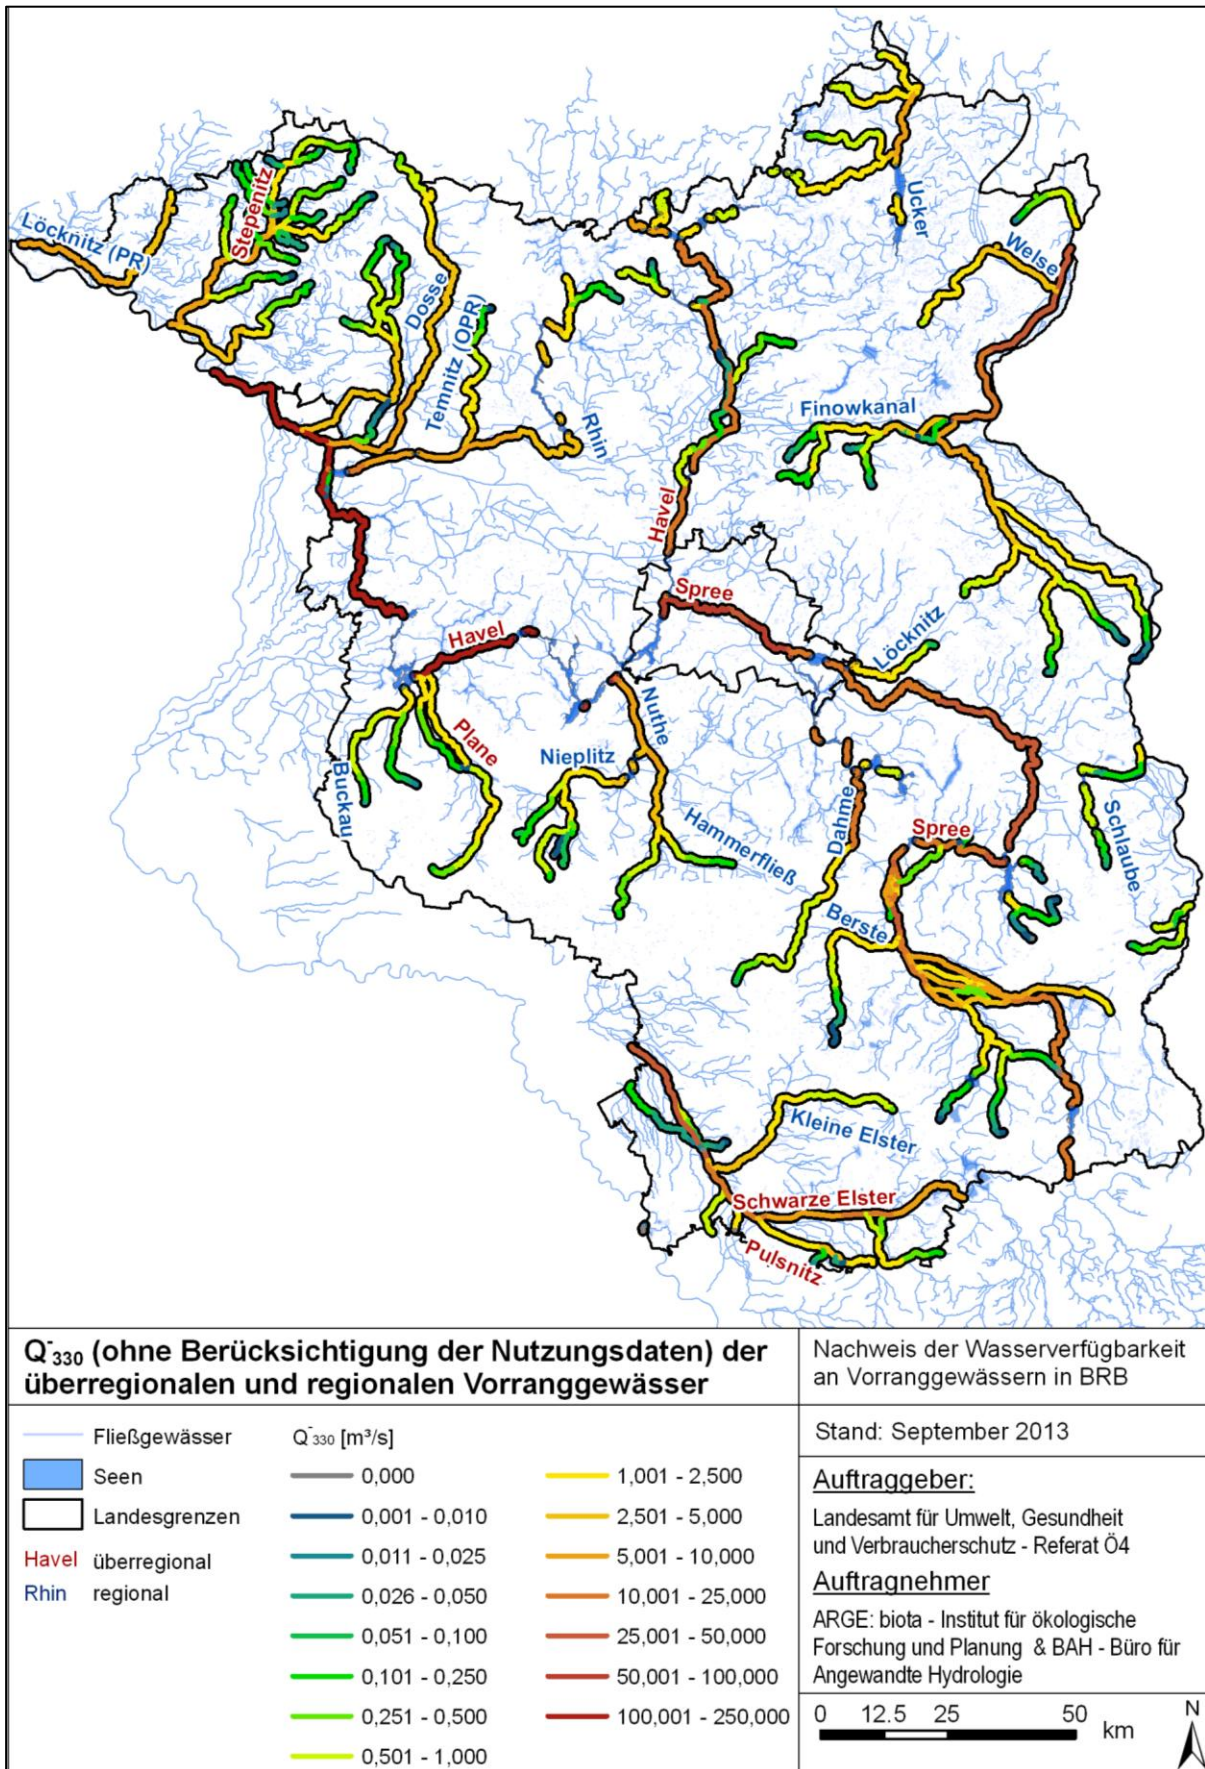 Stepenitz
Löcknitz (PR)
Dosse
Temnitz (OPR)
Rhin
Ucker
Welse
Finowkanal
Havel
Spree
Löcknitz
Havel
Plane
Buckau
Nuthe
Nieplitz
Hammerfließ
Dahme
Spree
Schlaube
Berste
Kleine Elster
Schwarze Elster
Pulsnitz
Q⁻330 (ohne Berücksichtigung der Nutzungsdaten) der
überregionalen und regionalen Vorranggewässer
Fließgewässer
Seen
Landesgrenzen
Havel überregional
Rhin regional
Q⁻330 [m³/s]
0,000
0,001 - 0,010
0,011 - 0,025
0,026 - 0,050
0,051 - 0,100
0,101 - 0,250
0,251 - 0,500
0,501 - 1,000
1,001 - 2,500
2,501 - 5,000
5,001 - 10,000
10,001 - 25,000
25,001 - 50,000
50,001 - 100,000
100,001 - 250,000
Nachweis der Wasserverfügbarkeit
an Vorranggewässern in BRB
Stand: September 2013
Auftraggeber:
Landesamt für Umwelt, Gesundheit
und Verbraucherschutz - Referat Ö4
Auftragnehmer
ARGE: biota - Institut für ökologische
Forschung und Planung & BAH - Büro für
Angewandte Hydrologie
0 12.5 25 50 km
N